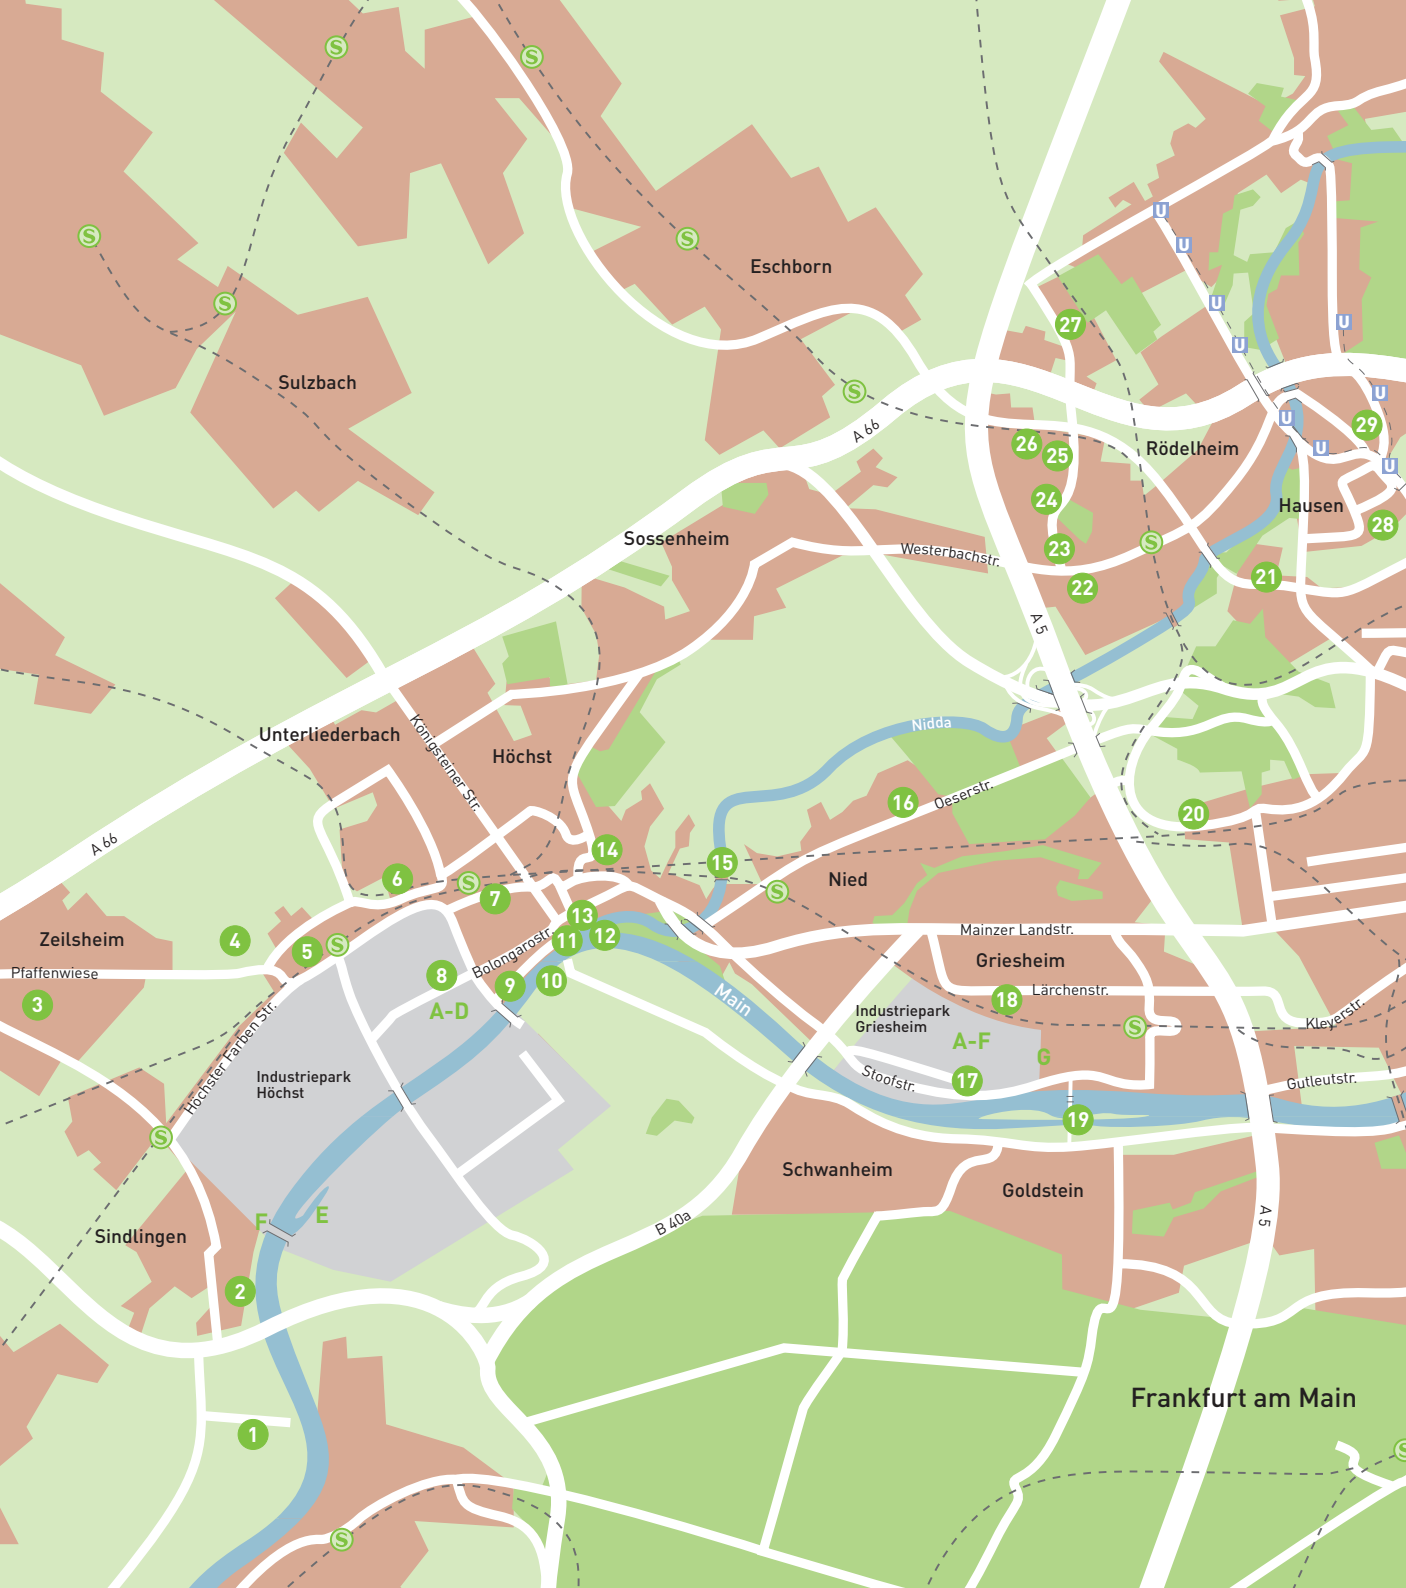 S
S
S
U
U
S
S
Eschborn
U
S
U
27
U
Sulzbach
S
U
A 66
U
29
26
25
Rödelheim
U
U
24
Hausen
28
Sossenheim
23
S
Westerbachstr.
21
22
A 5
Nidda
Unterliederbach
Königsteiner Str.
Höchst
Oeserstr.
16
20
A 66
14
15
6
S
7
Nied
S
13
Zeilsheim
4
5
S
11
12
Mainzer Landstr.
Bolongarostr.
Pfaffenwiese
8
9
10
Griesheim
3
Main
18
Lärchenstr.
A-D
Industriepark
Griesheim
Kleyerstr.
S
A-F
G
Höchster Farben Str.
Industriepark
Höchst
Stoofstr.
17
Gutleutstr.
19
S
Schwanheim
Goldstein
F
E
B 40a
A 5
Sindlingen
2
Frankfurt am Main
1
S
S